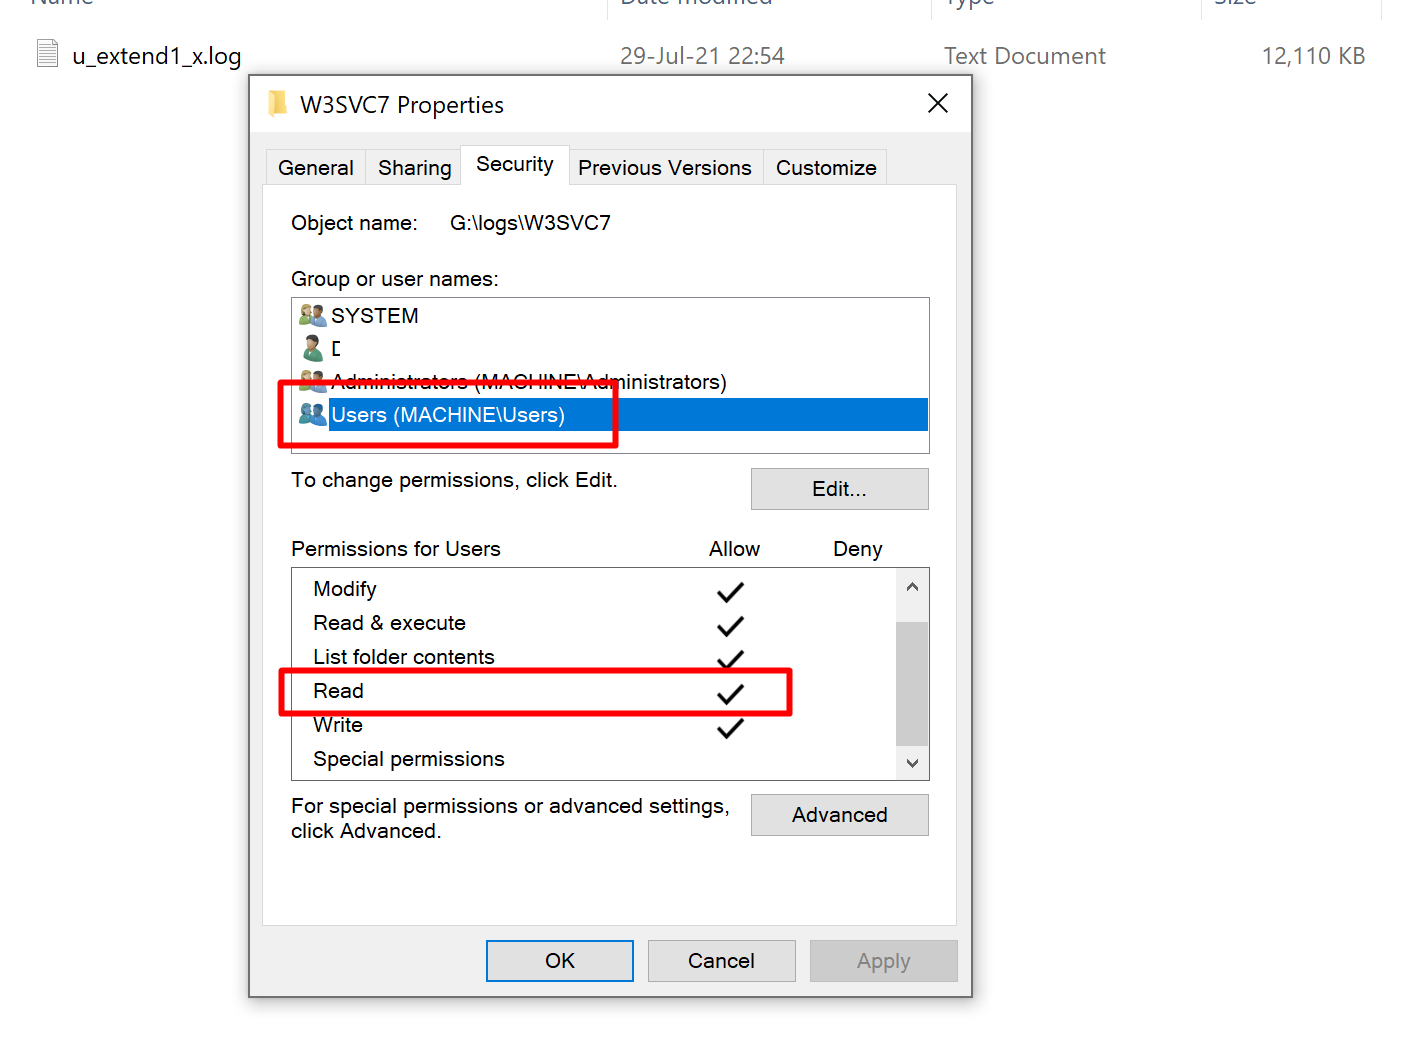 Name Date modified Type Size
u_extend1_x.log 29-Jul-21 22:54 Text Document 12,110 KB
W3SVC7 Properties
General Sharing Security Previous Versions Customize
Object name: G:\logs\W3SVC7
Group or user names:
SYSTEM
Administrators (MACHINE\Administrators)
Users (MACHINE\Users)
To change permissions, click Edit.
Edit...
Permissions for Users Allow Deny
Modify
Read & execute
List folder contents
Read
Write
Special permissions
For special permissions or advanced settings,
click Advanced.
Advanced
OK Cancel Apply